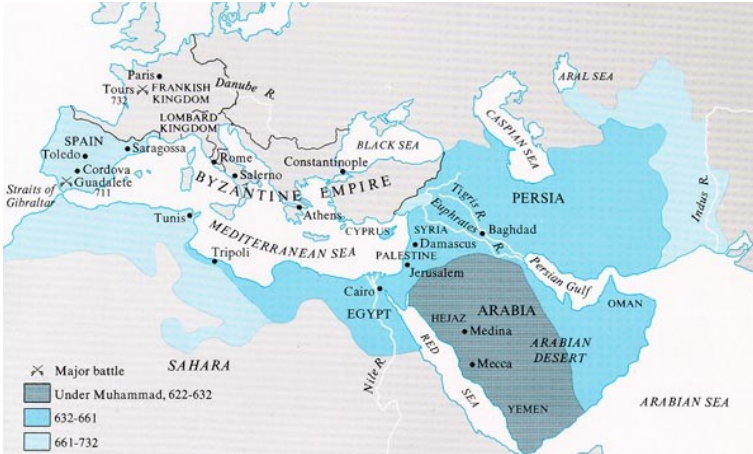 Paris
Tours
732
FRANKISH
KINGDOM
Danube R.
LOMBARD
KINGDOM
ARAL SEA
CASPIAN SEA
BLACK SEA
SPAIN
Toledo
Saragossa
Cordova
Guadalete
711
Straits of
Gibraltar
Rome
Salerno
Constantinople
BYZANTINE EMPIRE
Athens
Tunis
MEDITERRANEAN SEA
Tripoli
CYPRUS
SYRIA
Damascus
PALESTINE
Jerusalem
Tigris R.
Euphrates R.
Baghdad
PERSIA
Indus R.
Persian Gulf
Cairo
EGYPT
Nile R.
RED SEA
HEJAZ
ARABIA
Medina
Mecca
ARABIAN
DESERT
YEMEN
OMAN
ARABIAN SEA
SAHARA
Major battle
Under Muhammad, 622-632
632-661
661-732